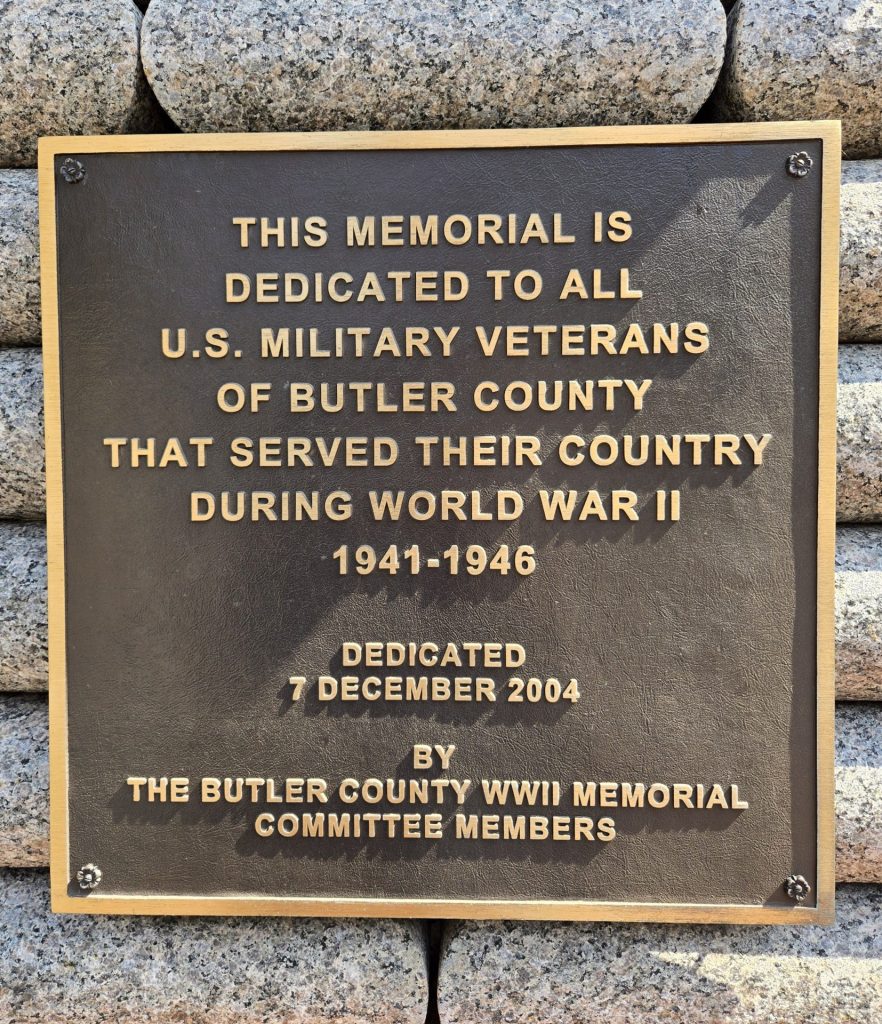 THIS MEMORIAL IS
DEDICATED TO ALL
U.S. MILITARY VETERANS
OF BUTLER COUNTY
THAT SERVED THEIR COUNTRY
DURING WORLD WAR II
1941-1946
DEDICATED
7 DECEMBER 2004
BY
THE BUTLER COUNTY WWII MEMORIAL
COMMITTEE MEMBERS